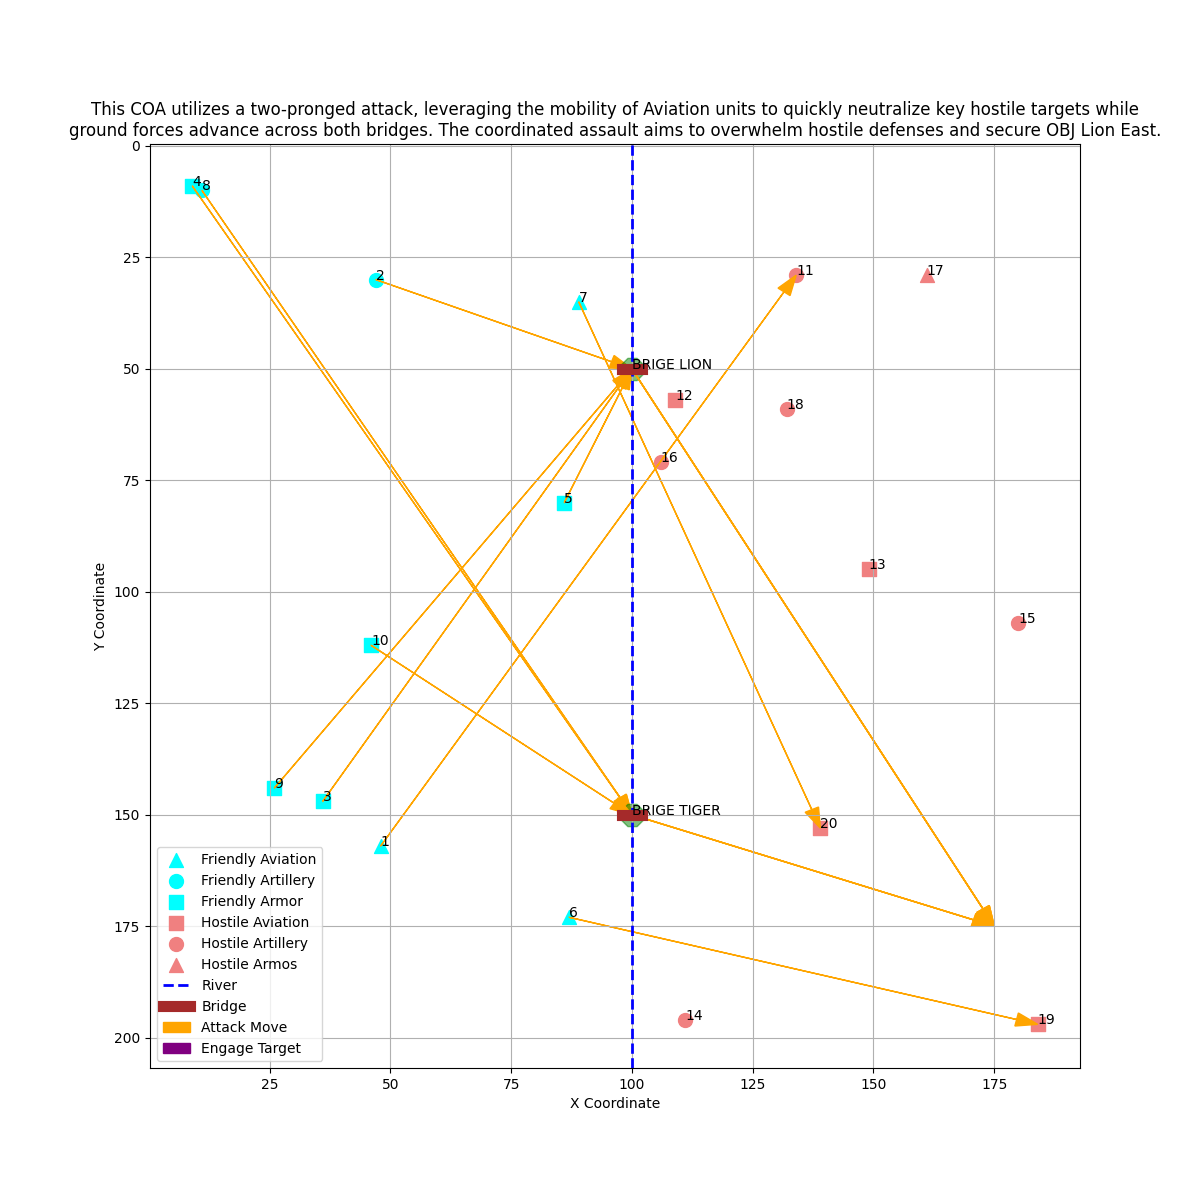 This COA utilizes a two-pronged attack, leveraging the mobility of Aviation units to quickly neutralize key hostile targets while
ground forces advance across both bridges. The coordinated assault aims to overwhelm hostile defenses and secure OBJ Lion East.
0
25
50
75
100
125
150
175
200
Y Coordinate
4
8
2
7
11
17
BRIGE LION
12
18
16
5
13
15
10
9
3
BRIGE TIGER
20
1
6
14
19
Friendly Aviation
Friendly Artillery
Friendly Armor
Hostile Aviation
Hostile Artillery
Hostile Armos
River
Bridge
Attack Move
Engage Target
25
50
75
100
125
150
175
X Coordinate